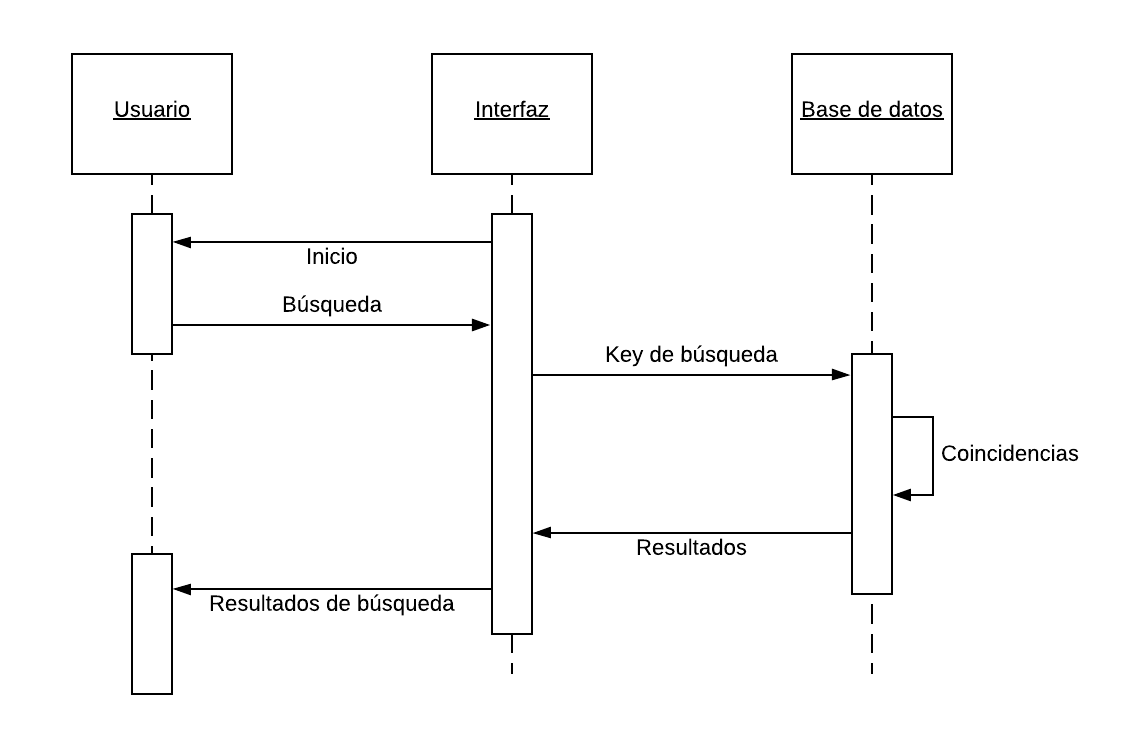 Usuario
Interfaz
Base de datos
Inicio
Búsqueda
Key de búsqueda
Coincidencias
Resultados
Resultados de búsqueda